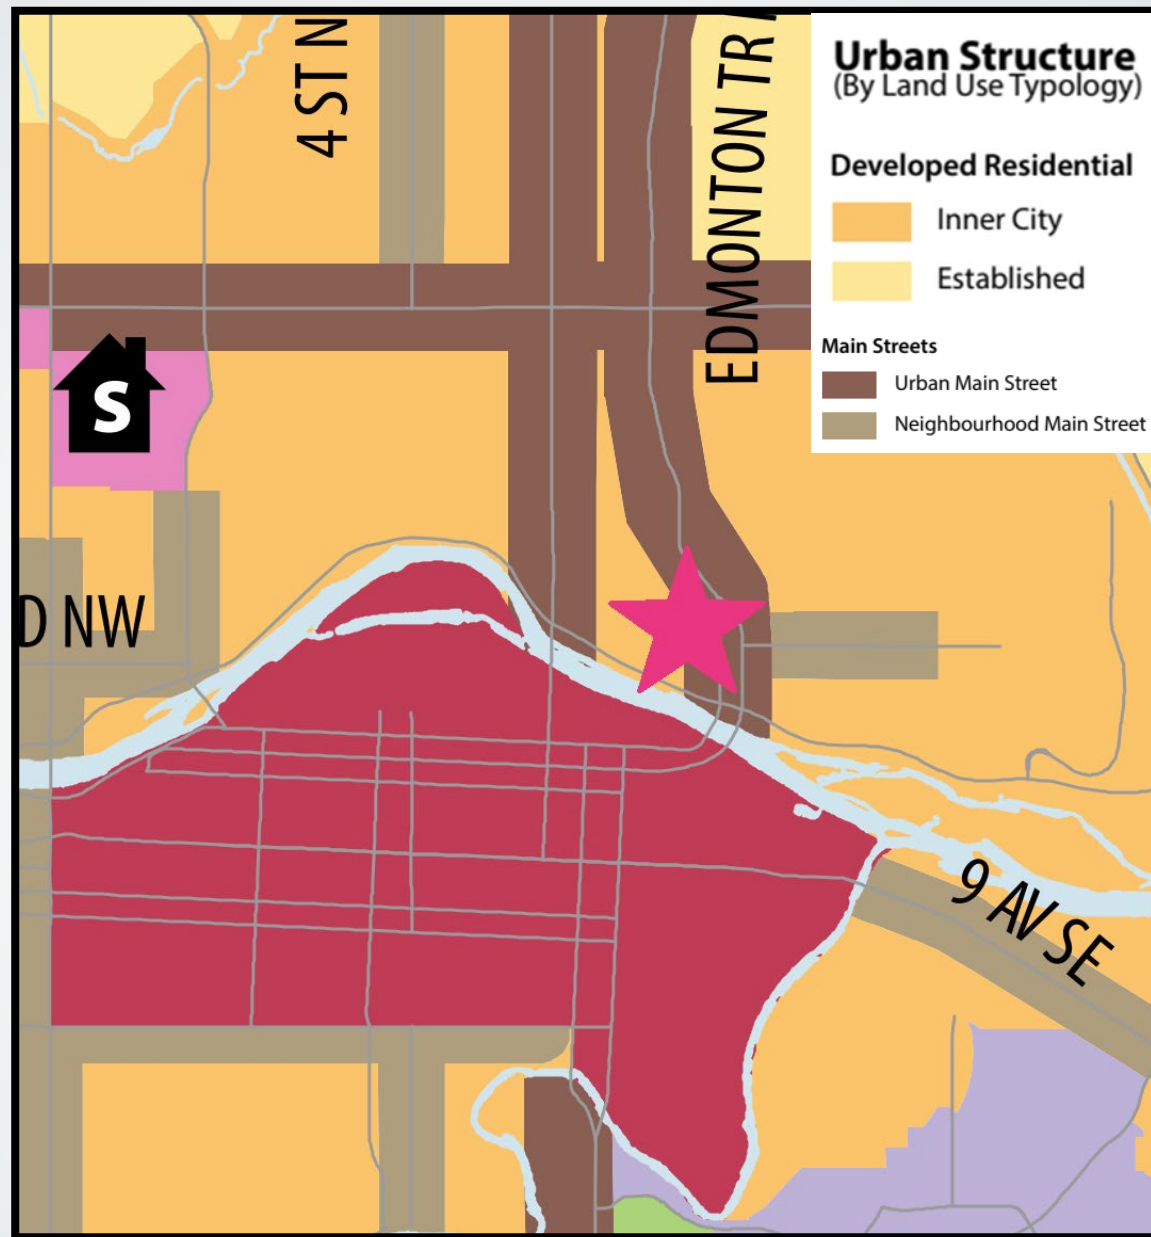 4 ST N
EDMONTON TR
Urban Structure
(By Land Use Typology)
Developed Residential
Inner City
Established
Main Streets
Urban Main Street
Neighbourhood Main Street
S
D NW
9 AV SE